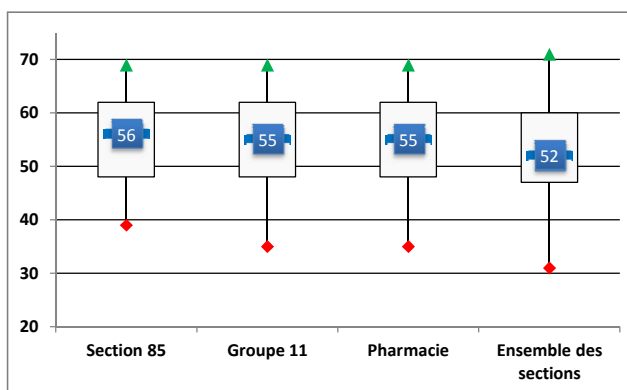 70
60
50
40
30
20
56
55
55
52
Section 85
Groupe 11
Pharmacie
Ensemble des
sections